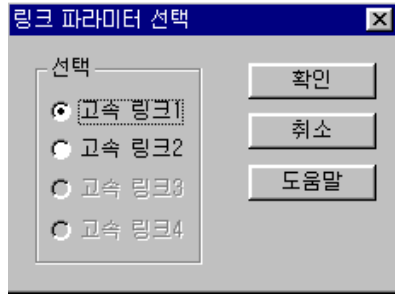 링크 파라미터 선택
선택
고속 링크1
고속 링크2
고속 링크3
고속 링크4
확인
취소
도움말